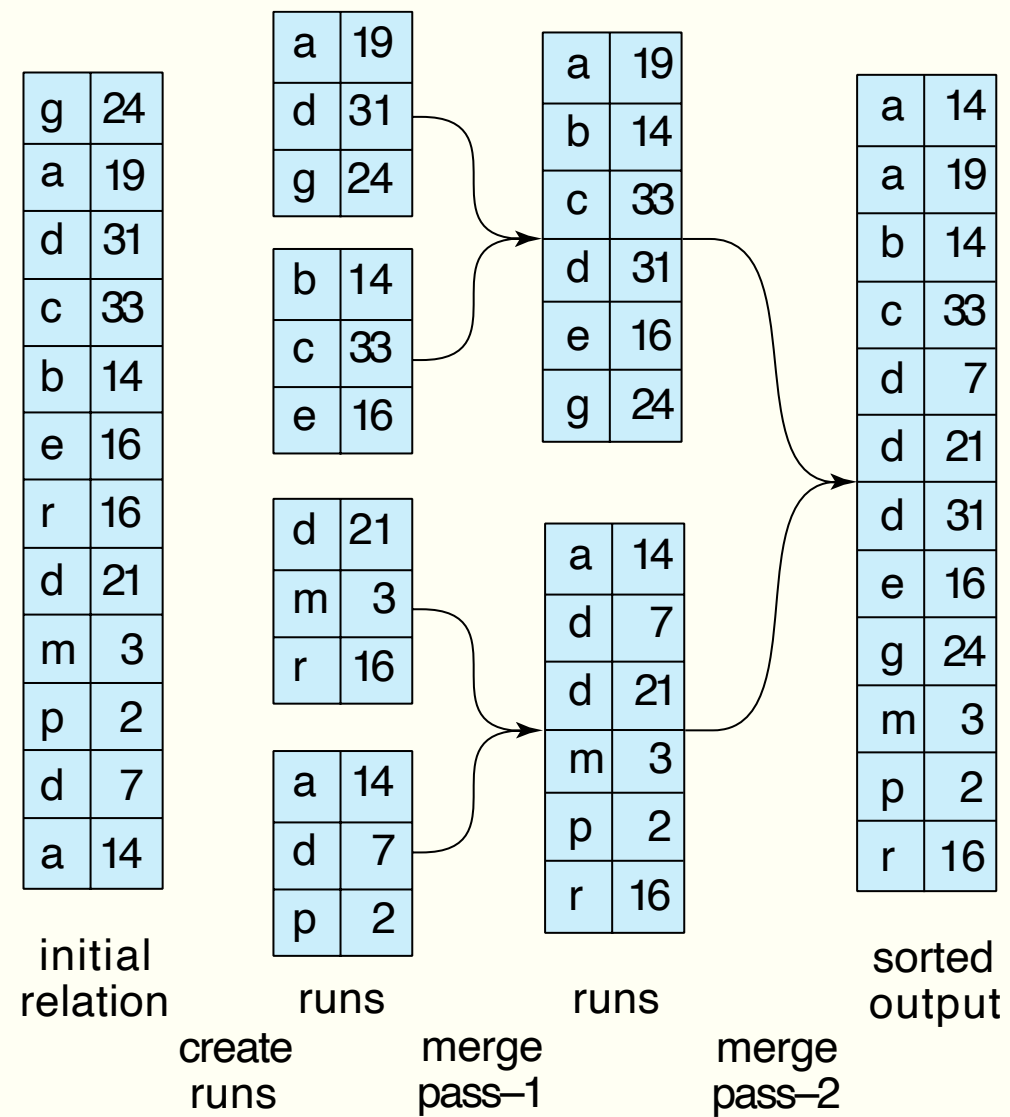 g 24
a 19
d 31
c 33
b 14
e 16
r 16
d 21
m 3
p 2
d 7
a 14
initial
relation
a 19
d 31
g 24
b 14
c 33
e 16
d 21
m 3
r 16
a 14
d 7
p 2
runs
a 19
b 14
c 33
d 31
e 16
g 24
a 14
d 7
d 21
m 3
p 2
r 16
runs
a 14
a 19
b 14
c 33
d 7
d 21
d 31
e 16
g 24
m 3
p 2
r 16
sorted
output
create
runs
merge
pass–1
merge
pass–2